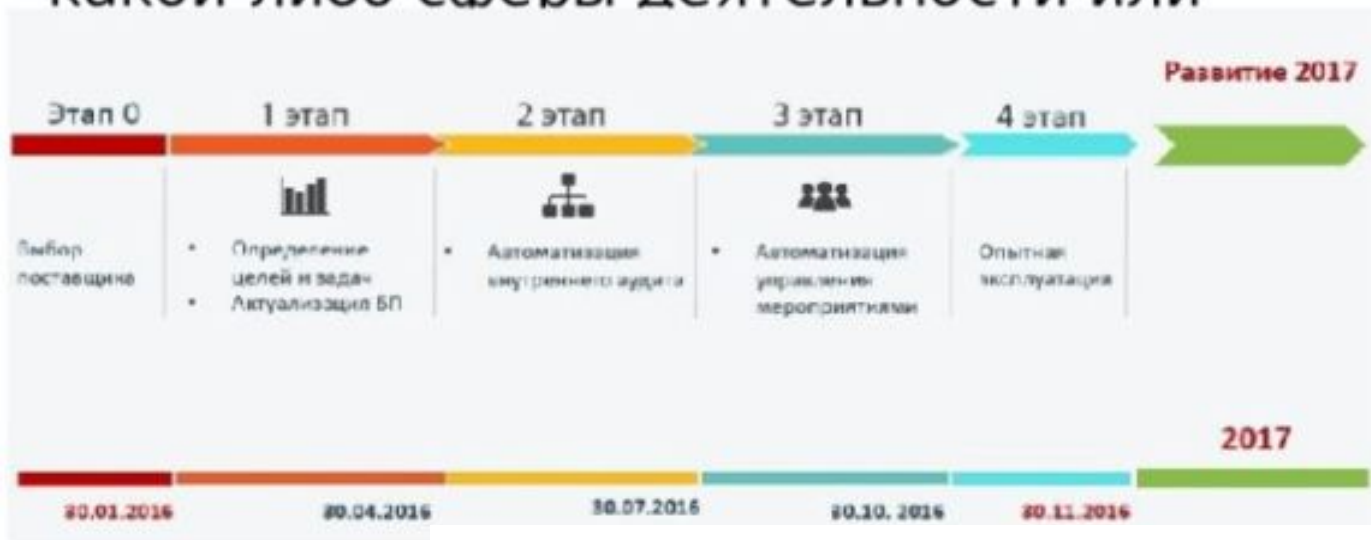 какой-либо сферы деятельности или
Развитие 2017
Этап 0
1 этап
2 этап
3 этап
4 этап
Выбор
поставщика
• Определение
целей и задач
• Актуализация БП
• Автоматизация
внутреннего аудита
• Автоматизация
управления
мероприятиями
Опытная
эксплуатация
2017
30.01.2016
30.04.2016
30.07.2016
30.10. 2016
30.11.2016